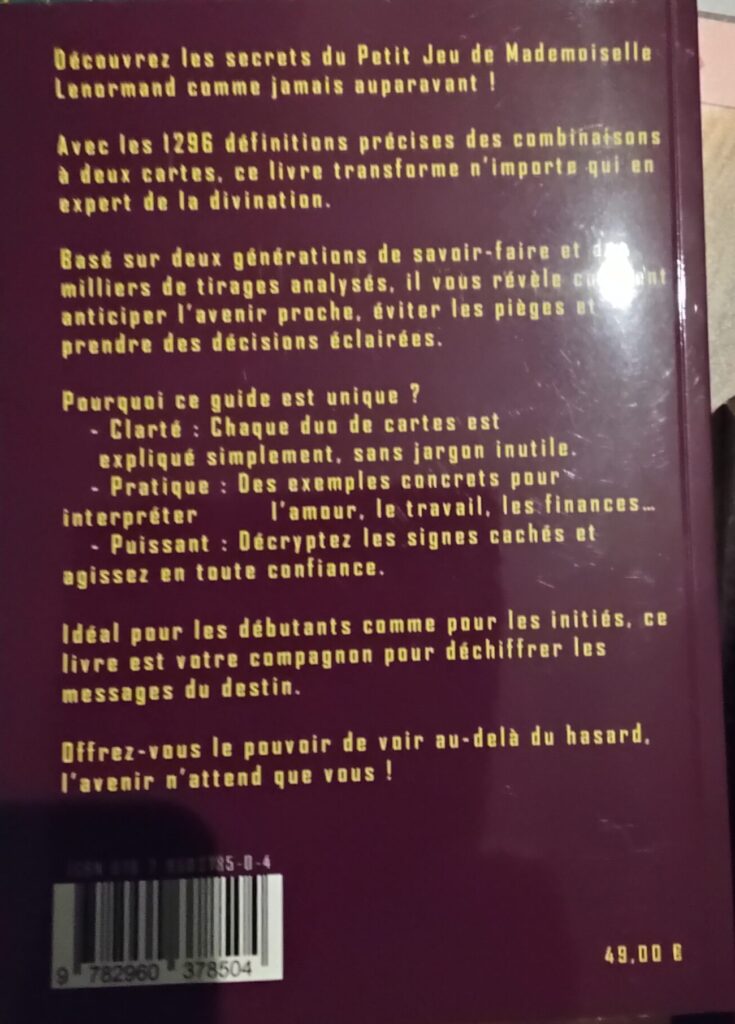 Découvrez les secrets du Petit Jeu de Mademoiselle
Lenormand comme jamais auparavant !
Avec les 1296 définitions précises des combinaisons
à deux cartes, ce livre transforme n'importe qui en
expert de la divination.
Basé sur deux générations de savoir-faire et
milliers de tirages analysés, il vous révèle
anticiper l'avenir proche, éviter les pièges et
prendre des décisions éclairées.
Pourquoi ce guide est unique ?
- Clarté : Chaque duo de cartes est
expliqué simplement, sans jargon inutile.
- Pratique : Des exemples concrets pour
interpréter l'amour, le travail, les finances…
- Puissant : Décryptez les signes cachés et
agissez en toute confiance.
Idéal pour les débutants comme pour les initiés, ce
livre est votre compagnon pour déchiffrer les
messages du destin.
Offrez-vous le pouvoir de voir au-delà du hasard,
l'avenir n'attend que vous !
ISBN
9 782960 378504
49,00 €